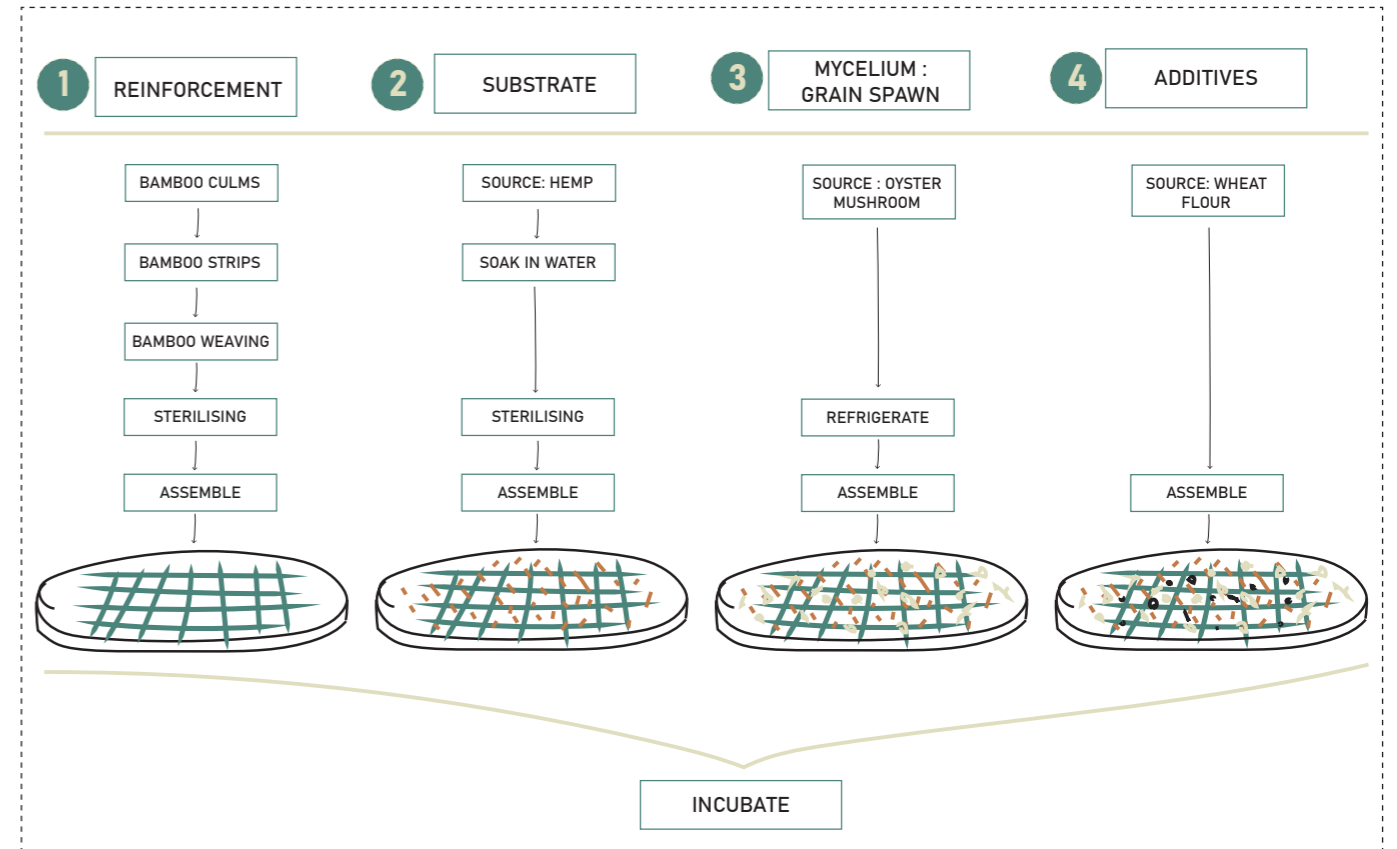 1
REINFORCEMENT
2
SUBSTRATE
3
MYCELIUM :
GRAIN SPAWN
4
ADDITIVES
BAMBOO CULMS
BAMBOO STRIPS
BAMBOO WEAVING
STERILISING
ASSEMBLE
SOURCE: HEMP
SOAK IN WATER
STERILISING
ASSEMBLE
SOURCE : OYSTER
MUSHROOM
REFRIGERATE
ASSEMBLE
SOURCE: WHEAT
FLOUR
ASSEMBLE
INCUBATE